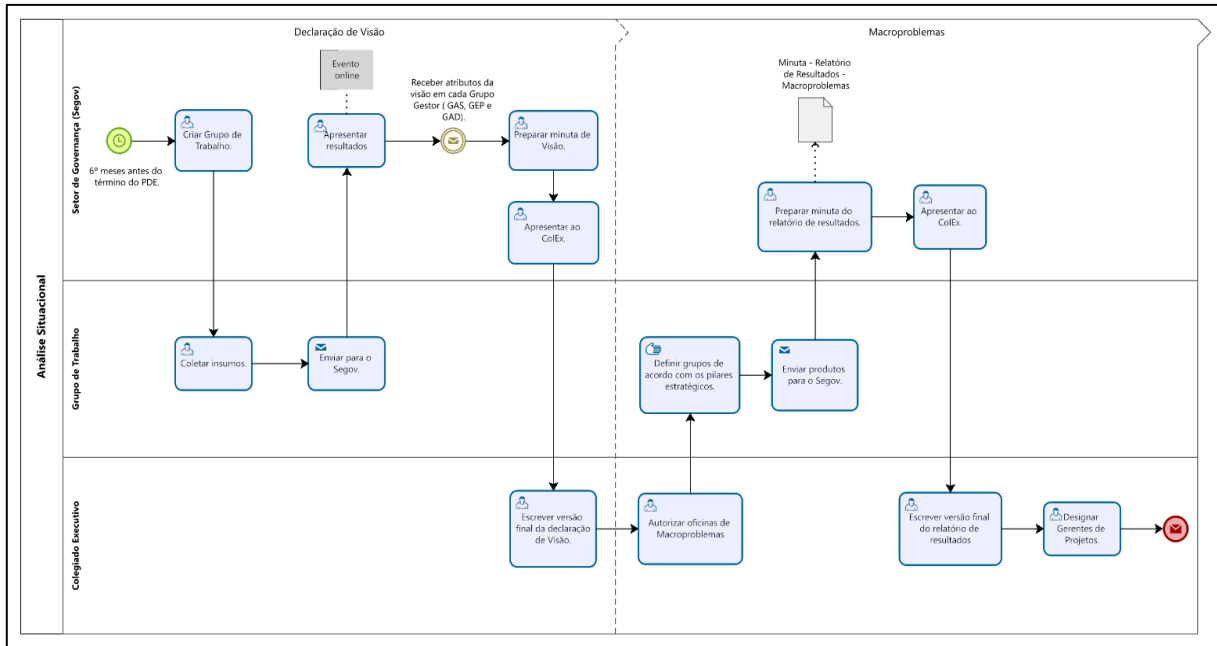 Análise Situacional
Declaração de Visão
Macroproblemas
Setor de Governança (Segov)
6º meses antes do
término do PDE.
Criar Grupo de
Trabalho.
Evento
online
Apresentar
resultados
Receber atributos da
visão em cada Grupo
Gestor ( GAS, GEP e
GAD).
Preparar minuta de
Visão.
Apresentar ao
ColEx.
Minuta - Relatório
de Resultados -
Macroproblemas
Preparar minuta do
relatório de resultados.
Apresentar ao
ColEx.
Grupo de Trabalho
Coletar insumos.
Enviar para o
Segov.
Definir grupos de
acordo com os pilares
estratégicos.
Enviar produtos
para o Segov.
Colegiado Executivo
Escrever versão
final da declaração
de Visão.
Autorizar oficinas de
Macroproblemas
Escrever versão final
do relatório de
resultados
Designar
Gerentes de
Projetos.